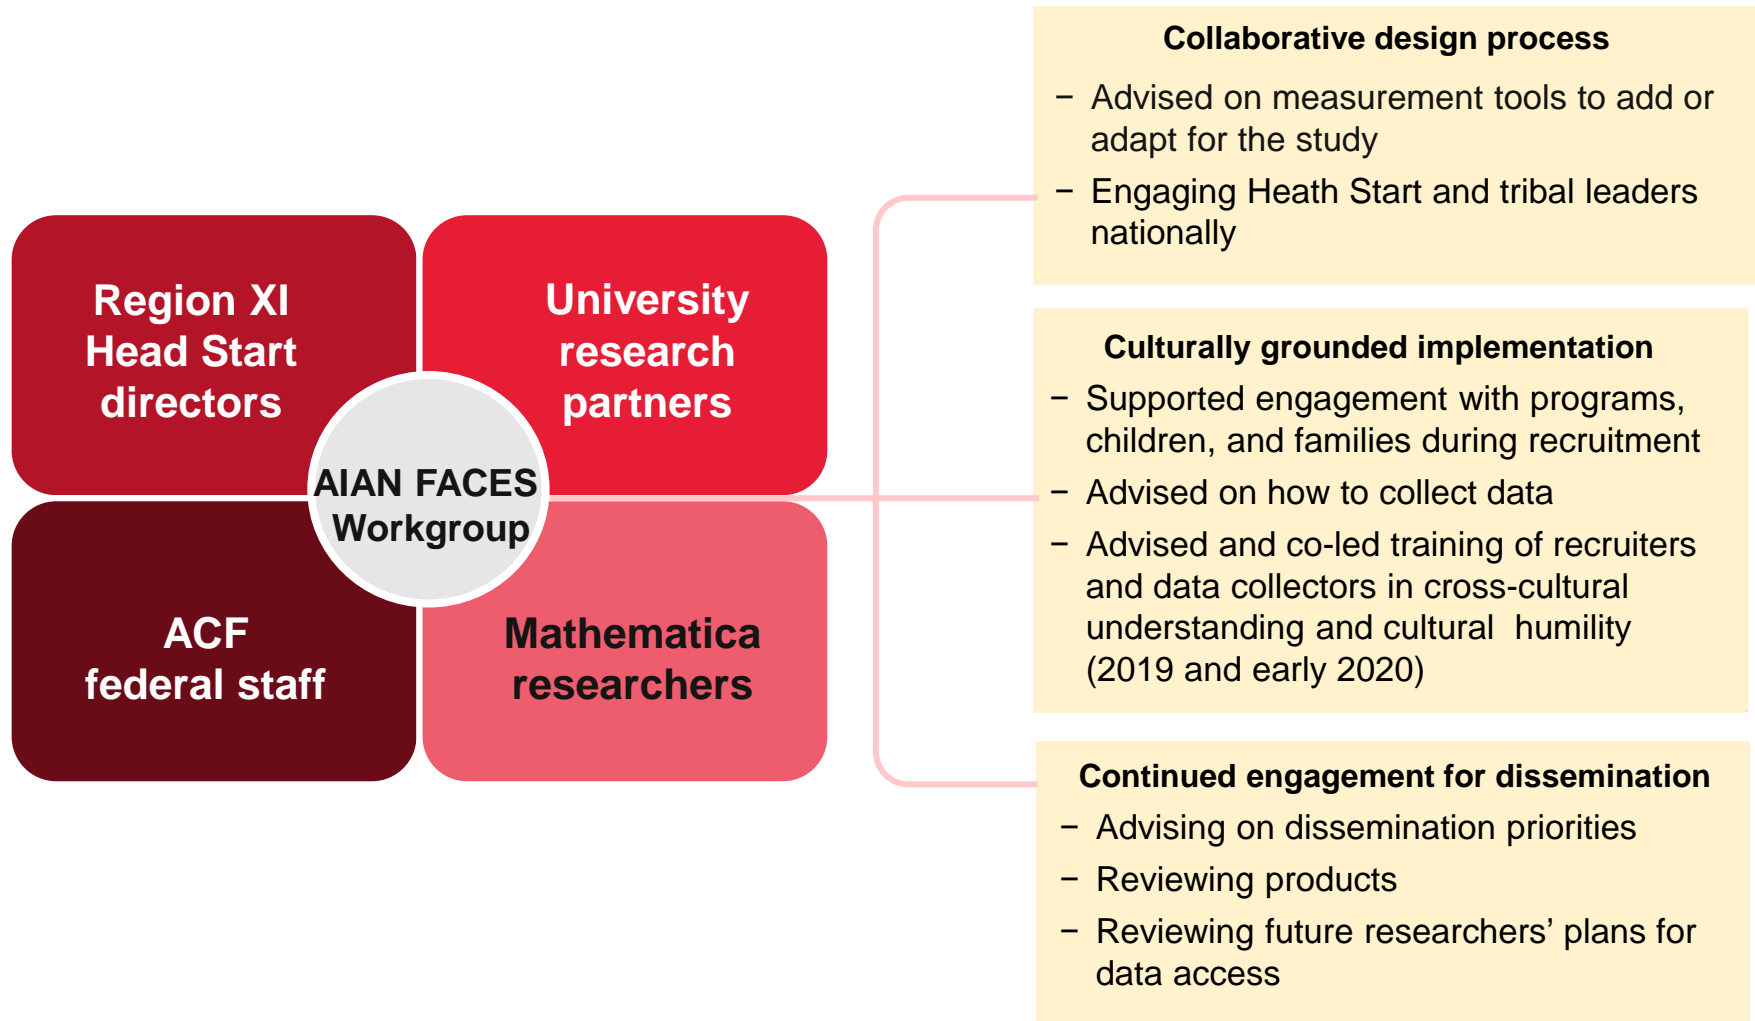 Region XI
Head Start
directors
University
research
partners
AIAN FACES
Workgroup
ACF
federal staff
Mathematica
researchers
Collaborative design process
− Advised on measurement tools to add or
adapt for the study
− Engaging Heath Start and tribal leaders
nationally
Culturally grounded implementation
− Supported engagement with programs,
children, and families during recruitment
− Advised on how to collect data
− Advised and co-led training of recruiters
and data collectors in cross-cultural
understanding and cultural humility
(2019 and early 2020)
Continued engagement for dissemination
− Advising on dissemination priorities
− Reviewing products
− Reviewing future researchers’ plans for
data access